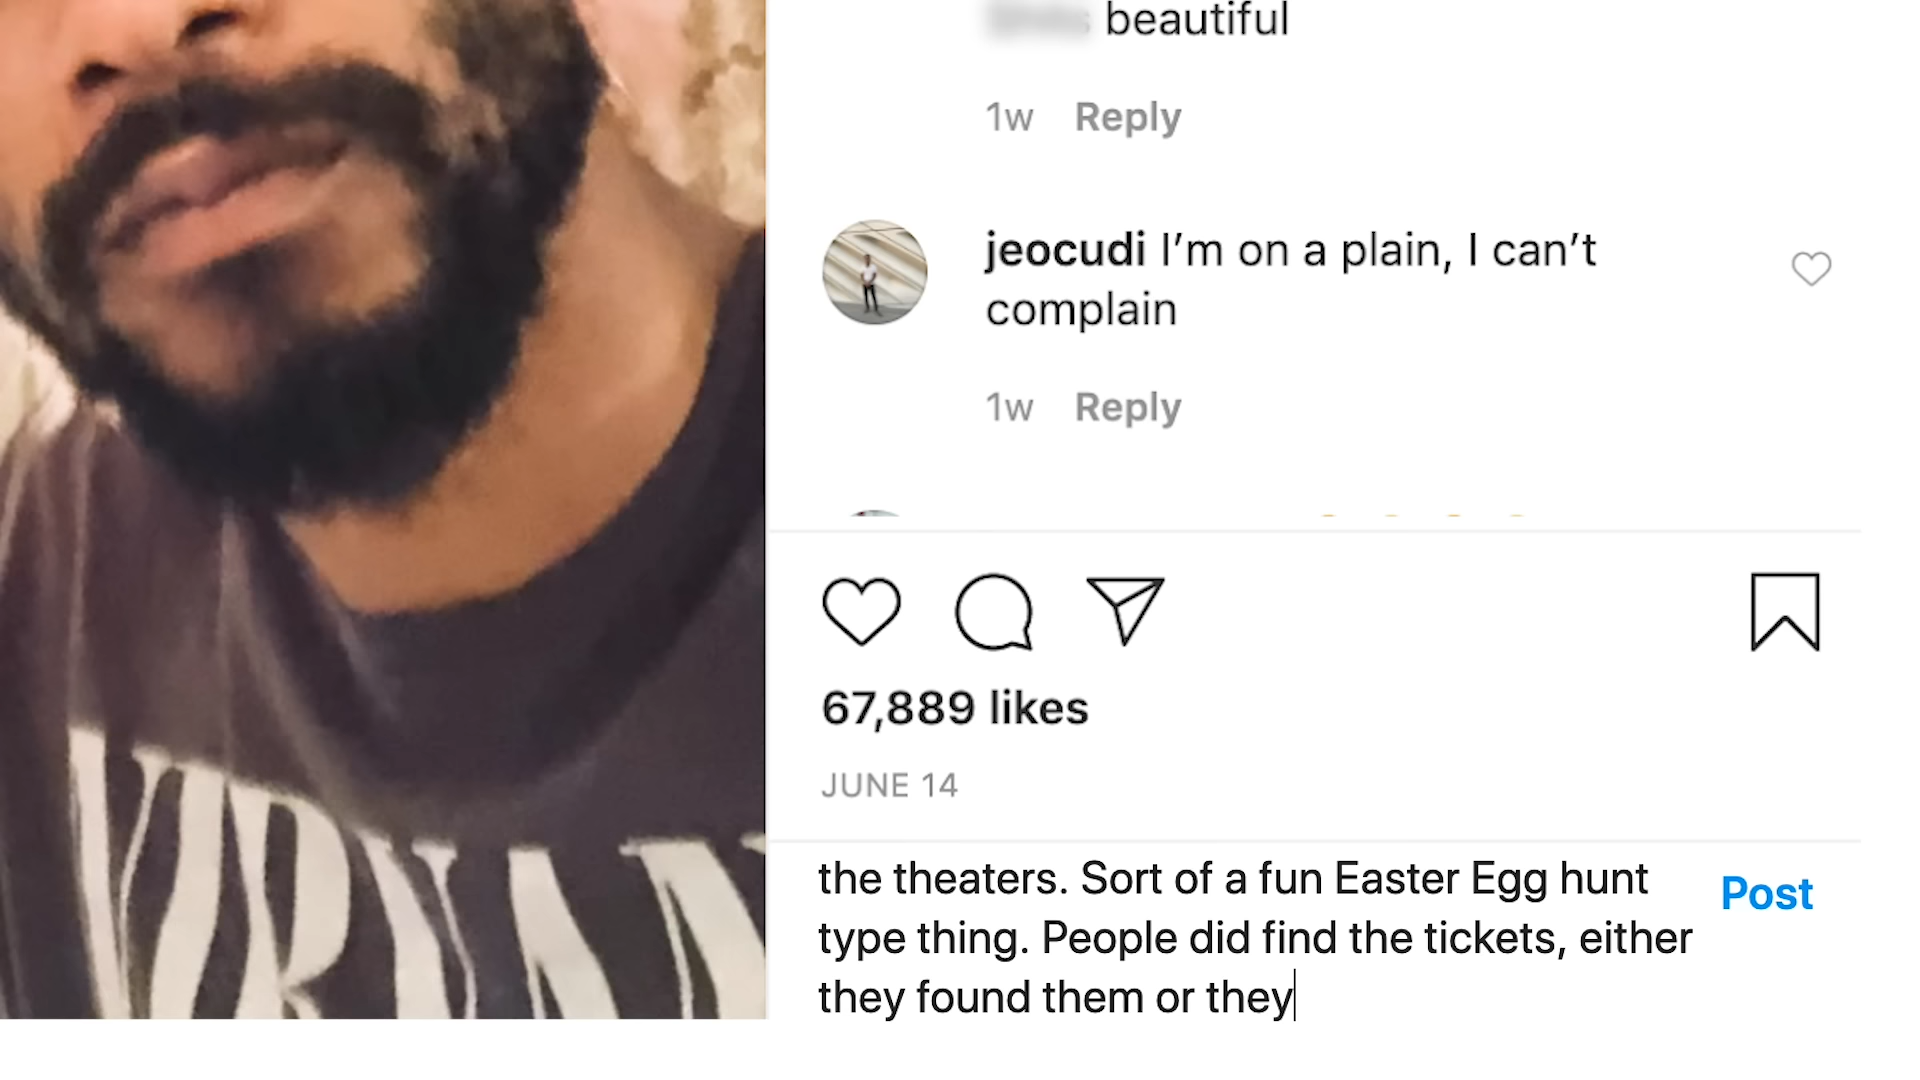 beautiful
1w Reply
jeocudi I'm on a plain, I can't
complain
1w Reply
67,889 likes
JUNE 14
the theaters. Sort of a fun Easter Egg hunt
type thing. People did find the tickets, either
they found them or they
Post